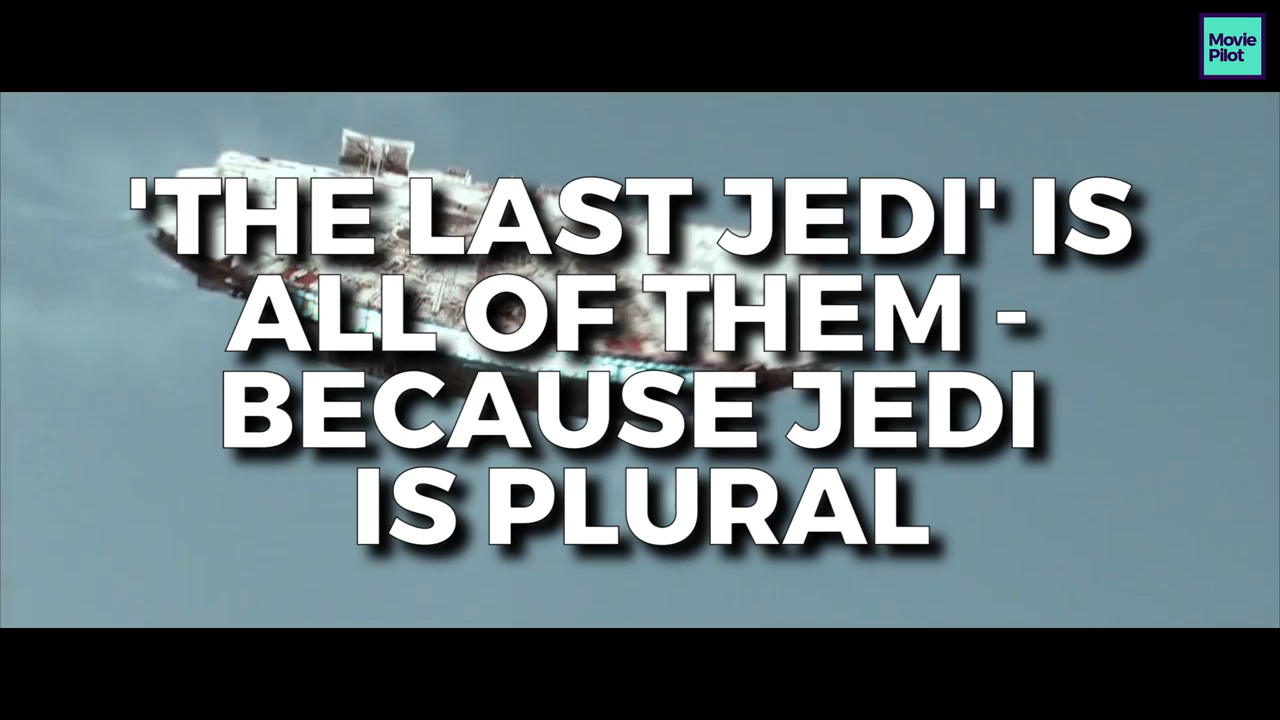 Movie
Pilot
'THE LAST JEDI' IS
ALL OF THEM -
BECAUSE JEDI
IS PLURAL